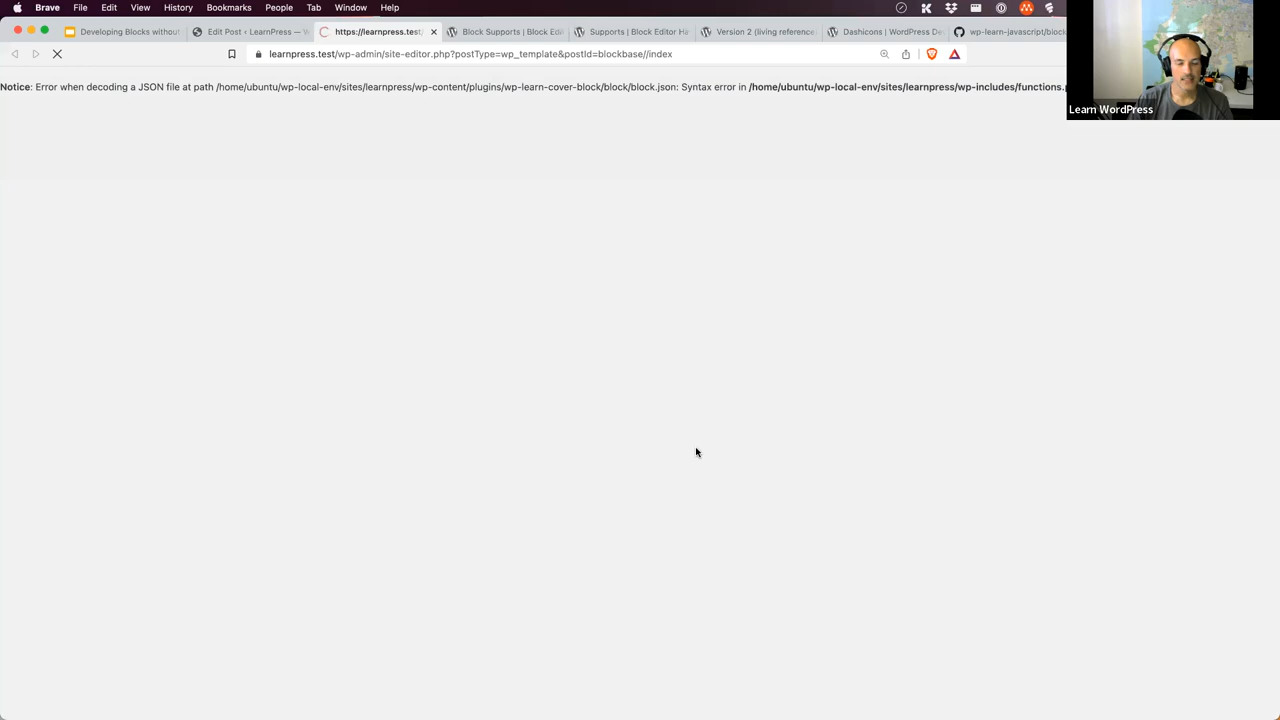 Brave File Edit View History Bookmarks People Tab Window Help
Developing Blocks without Edit Post ‹ LearnPress — W https://learnpress.test/ Block Supports | Block Edi Supports | Block Editor Ha Version 2 (living reference Dashicons | WordPress De wp-learn-javascript/block
learnpress.test/wp-admin/site-editor.php?postType=wp_template&postId=blockbase//index
Notice: Error when decoding a JSON file at path /home/ubuntu/wp-local-env/sites/learnpress/wp-content/plugins/wp-learn-cover-block/block/block.json: Syntax error in /home/ubuntu/wp-local-env/sites/learnpress/wp-includes/functions.p
Learn WordPress